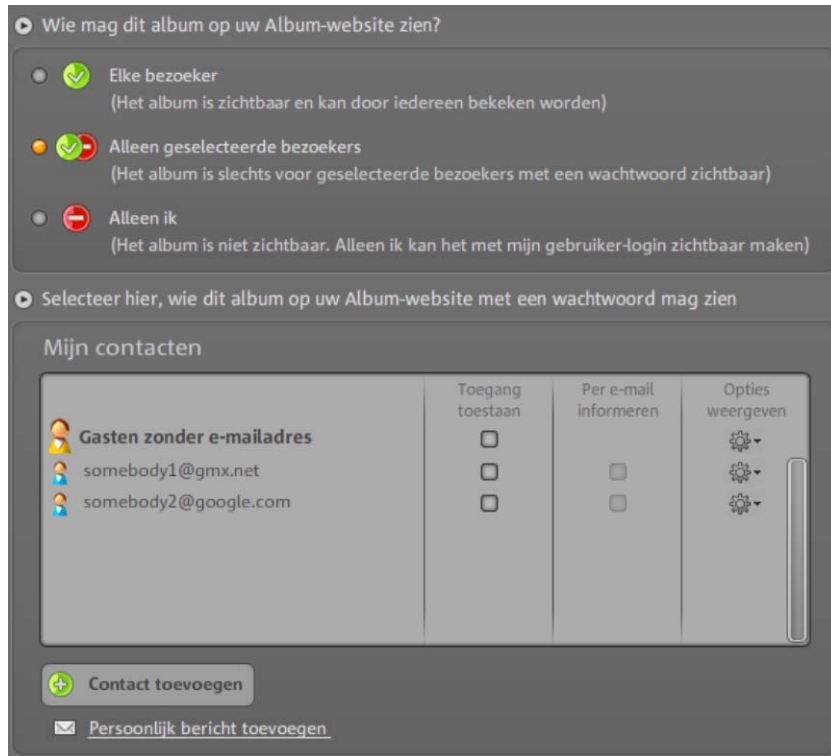 Wie mag dit album op uw Album-website zien?
Elke bezoeker
(Het album is zichtbaar en kan door iedereen bekeken worden)
Alleen geselecteerde bezoekers
(Het album is slechts voor geselecteerde bezoekers met een wachtwoord zichtbaar)
Alleen ik
(Het album is niet zichtbaar. Alleen ik kan het met mijn gebruiker-login zichtbaar maken)
Selecteer hier, wie dit album op uw Album-website met een wachtwoord mag zien
Mijn contacten
Toegang Per e-mail Opties
toestaan informeren weergeven
Gasten zonder e-mailadres
somebody1@gmx.net
somebody2@google.com
Contact toevoegen
Persoonlijk bericht toevoegen